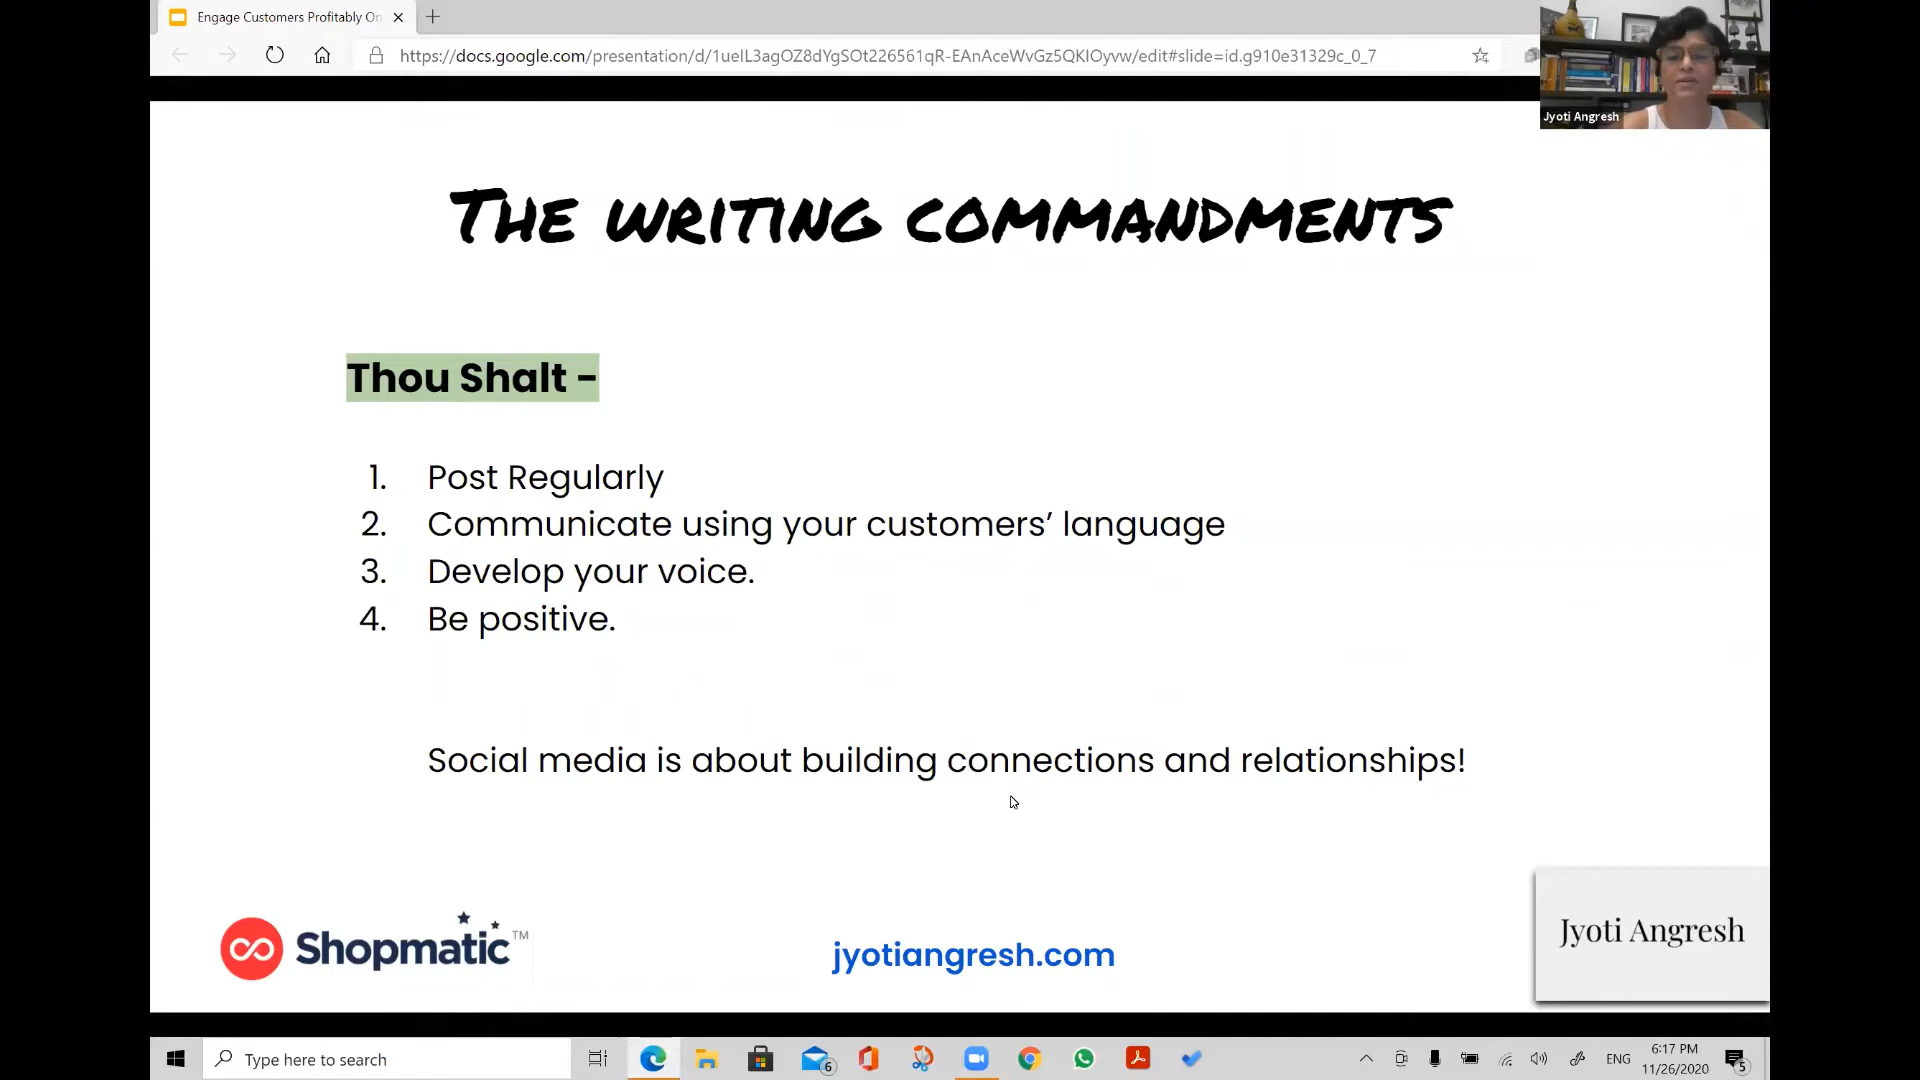 Engage Customers Profitably On
https://docs.google.com/presentation/d/1ueIL3agOZ8dYgSOt226561qR-EAnAceWvGz5QKIOyvw/edit#slide=id.g910e31329c_0_7
Jyoti Angresh
THE WRITING COMMANDMENTS
Thou Shalt -
1. Post Regularly
2. Communicate using your customers’ language
3. Develop your voice.
4. Be positive.
Social media is about building connections and relationships!
Shopmatic™
jyotiangresh.com
Jyoti Angresh
Type here to search
6
ENG
6:17 PM
11/26/2020
5